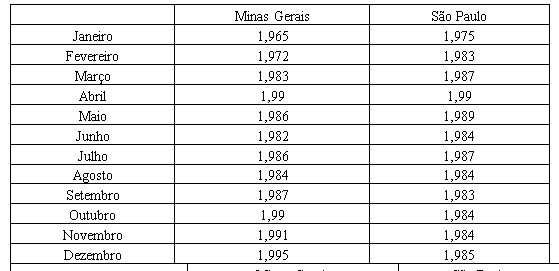 Minas Gerais São Paulo
Janeiro 1,965 1,975
Fevereiro 1,972 1,983
Março 1,983 1,987
Abril 1,99 1,99
Maio 1,986 1,989
Junho 1,982 1,984
Julho 1,986 1,987
Agosto 1,984 1,984
Setembro 1,987 1,983
Outubro 1,99 1,984
Novembro 1,991 1,984
Dezembro 1,995 1,985